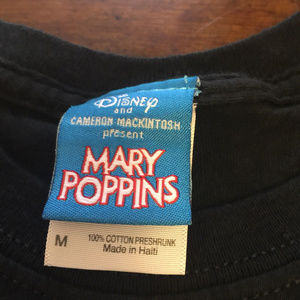 Disney
and
CAMERON MACKINTOSH
present
MARY
POPPINS
M
100% COTTON PRESHRUNK
Made in Haiti